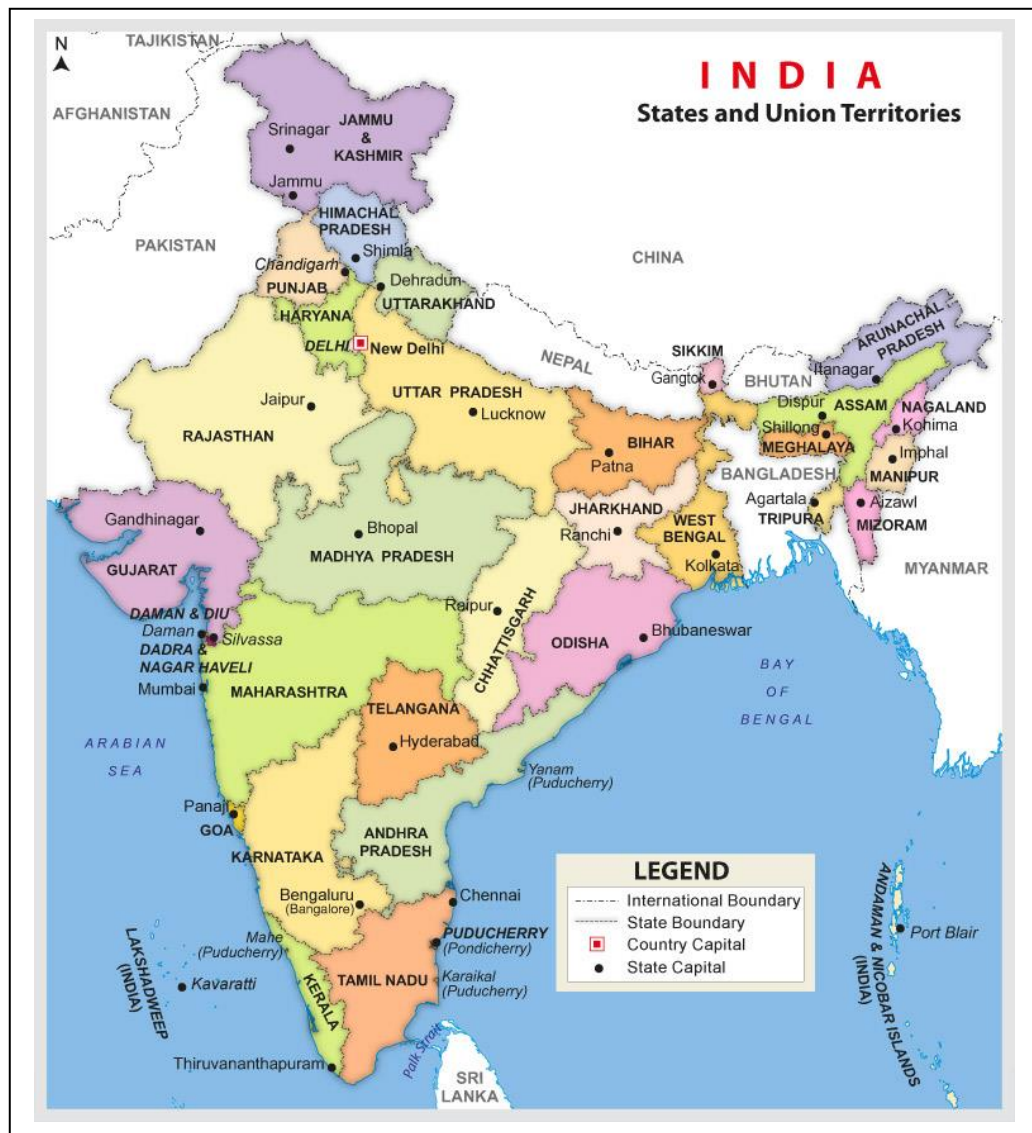 N
TAJIKISTAN
INDIA
States and Union Territories
AFGHANISTAN
JAMMU
&
KASHMIR
Srinagar
Jammu
HIMACHAL
PRADESH
PAKISTAN
Shimla
CHINA
Chandigarh
PUNJAB
Dehradun
UTTARAKHAND
HARYANA
DELHI
New Delhi
NEPAL
SIKKIM
Gangtok
BHUTAN
ARUNACHAL
PRADESH
Itanagar
Dispur
ASSAM
NAGALAND
Kohima
Shillong
MEGHALAYA
Imphal
MANIPUR
BANGLADESH
Agartala
TRIPURA
Aizawl
MIZORAM
MYANMAR
UTTAR PRADESH
Lucknow
Jaipur
RAJASTHAN
BIHAR
Patna
JHARKHAND
Ranchi
WEST
BENGAL
Kolkata
Gandhinagar
GUJARAT
Bhopal
MADHYA PRADESH
Raipur
CHHATTISGARH
ODISHA
Bhubaneswar
DAMAN & DIU
Daman
Silvassa
DADRA &
NAGAR HAVELI
Mumbai
MAHARASHTRA
TELANGANA
Hyderabad
BAY
OF
BENGAL
ARABIAN
SEA
Yanam
(Puducherry)
Panaji
GOA
KARNATAKA
ANDHRA
PRADESH
Bengaluru
(Bangalore)
Chennai
PUDUCHERRY
(Pondicherry)
Mahe
(Puducherry)
Karaikal
(Puducherry)
TAMIL NADU
KERALA
LAKSHADWEEP
(INDIA)
Kavaratti
Thiruvananthapuram
Palk Strait
SRI
LANKA
LEGEND
International Boundary
State Boundary
Country Capital
State Capital
ANDAMAN & NICOBAR ISLANDS
(INDIA)
Port Blair